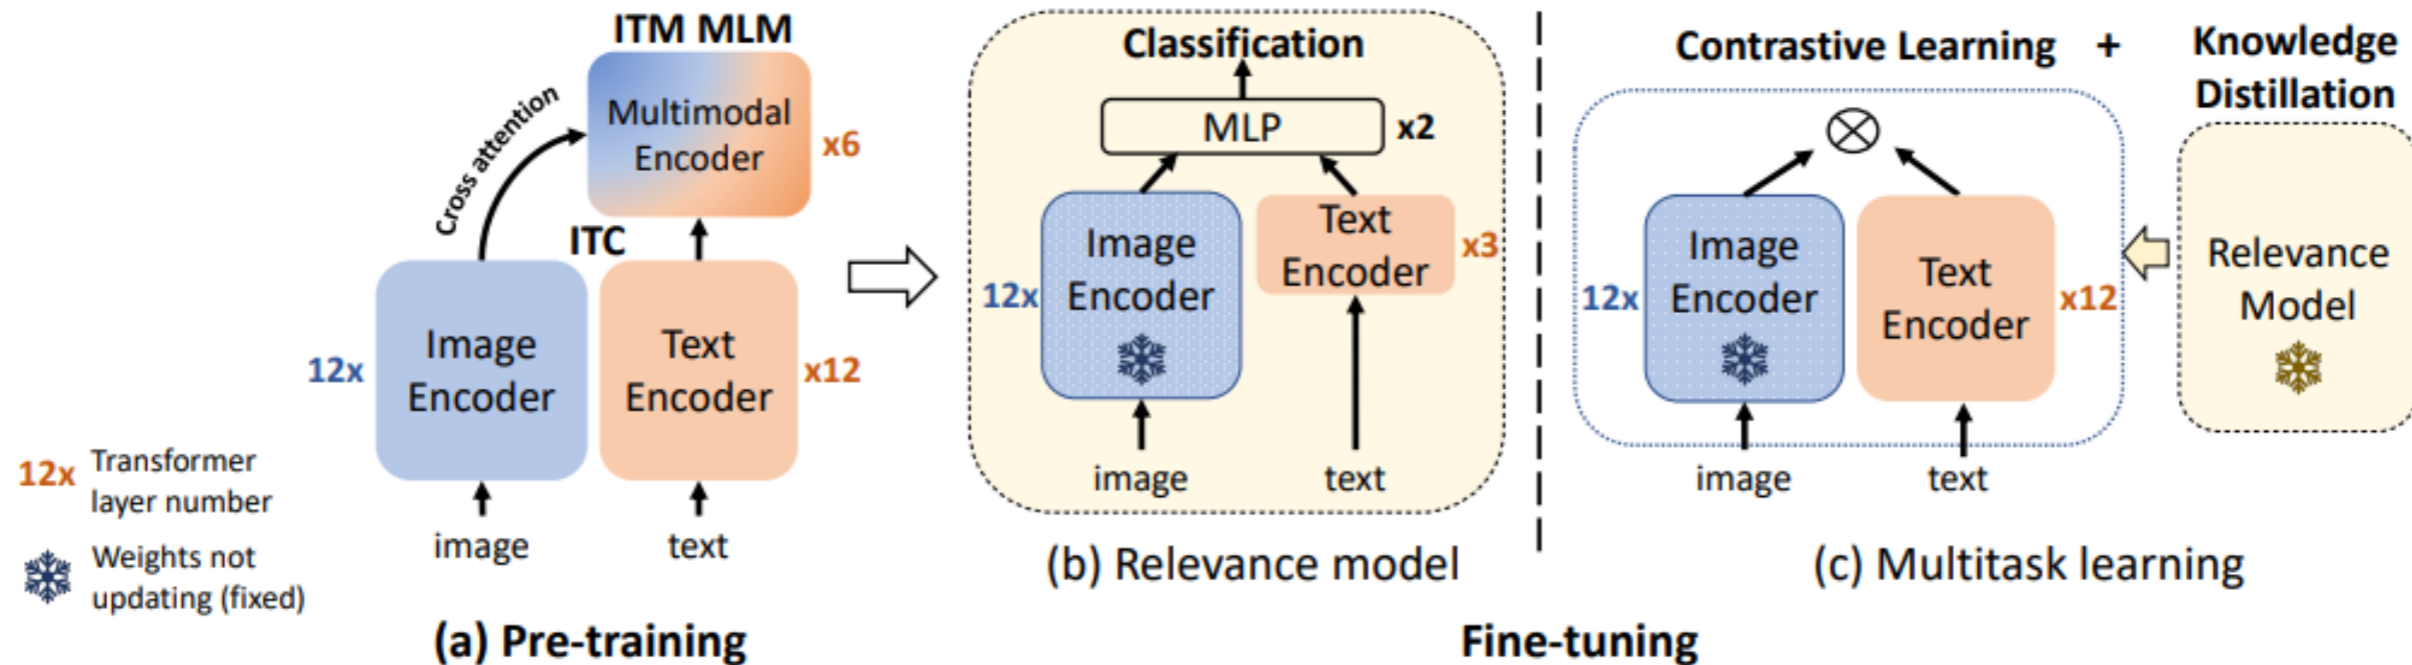 ITM MLM
Multimodal
Encoder
x6
Cross attention
ITC
12x
Image
Encoder
Text
Encoder
x12
image
text
12x
Transformer
layer number
Weights not
updating (fixed)
(a) Pre-training
Classification
MLP
x2
12x
Image
Encoder
Text
Encoder
x3
image
text
(b) Relevance model
Contrastive Learning +
Knowledge
Distillation
12x
Image
Encoder
Text
Encoder
x12
Relevance
Model
image
text
(c) Multitask learning
Fine-tuning